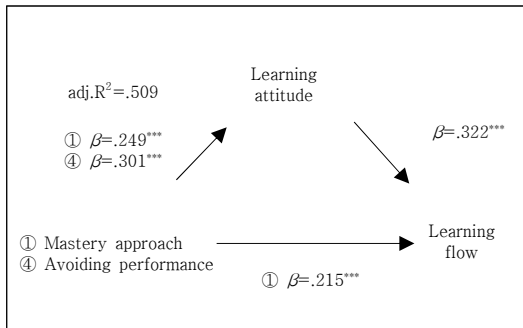 Learning
attitude
adj.R²=.509
① β=.249***
④ β=.301***
β=.322***
① Mastery approach
④ Avoiding performance
Learning
flow
① β=.215***